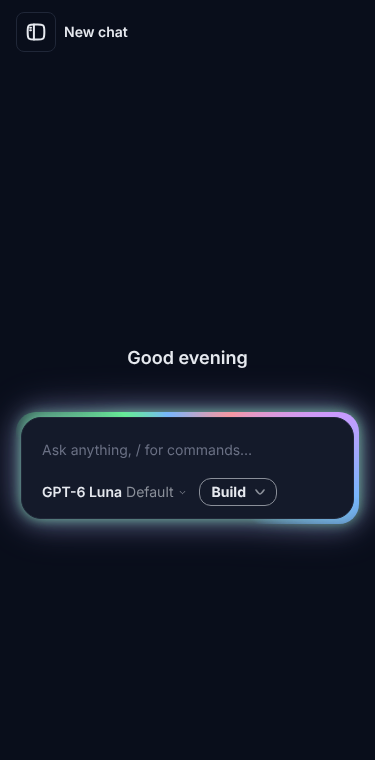 New chat
Good evening
Ask anything, / for commands...
GPT-6 Luna Default Build